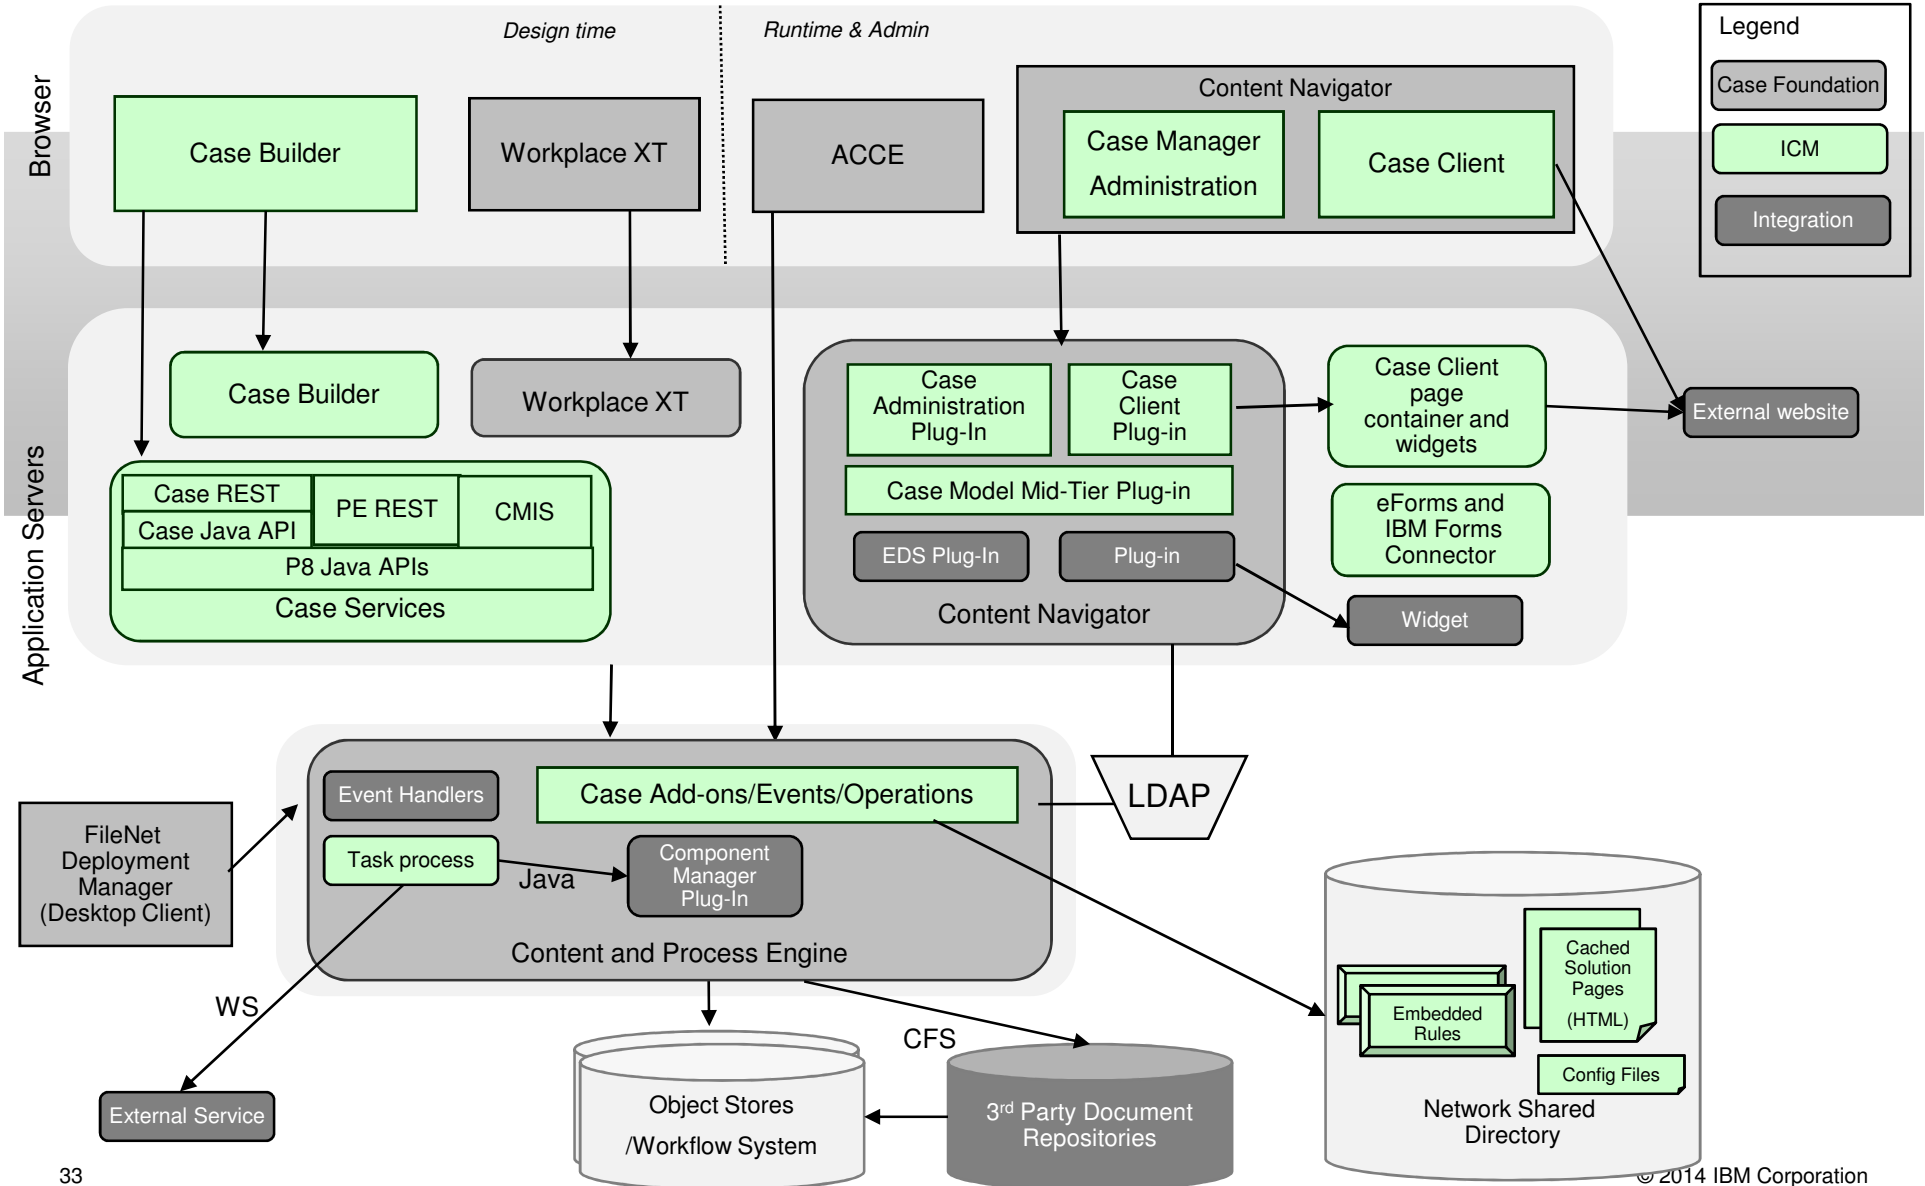 Design time
Runtime & Admin
Legend
Case Foundation
ICM
Integration
Browser
Case Builder
Workplace XT
ACCE
Content Navigator
Case Manager
Administration
Case Client
Application Servers
Case Builder
Workplace XT
Case REST
Case Java API
PE REST
CMIS
P8 Java APIs
Case Services
Case
Administration
Plug-In
Case
Client
Plug-in
Case Model Mid-Tier Plug-in
EDS Plug-In
Plug-in
Content Navigator
Case Client
page
container and
widgets
External website
eForms and
IBM Forms
Connector
Widget
Event Handlers
Case Add-ons/Events/Operations
LDAP
Task process
Java
Component
Manager
Plug-In
Content and Process Engine
FileNet
Deployment
Manager
(Desktop Client)
WS
CFS
External Service
Object Stores
/Workflow System
3rd Party Document
Repositories
Embedded
Rules
Cached
Solution
Pages
(HTML)
Config Files
Network Shared
Directory
33
© 2014 IBM Corporation